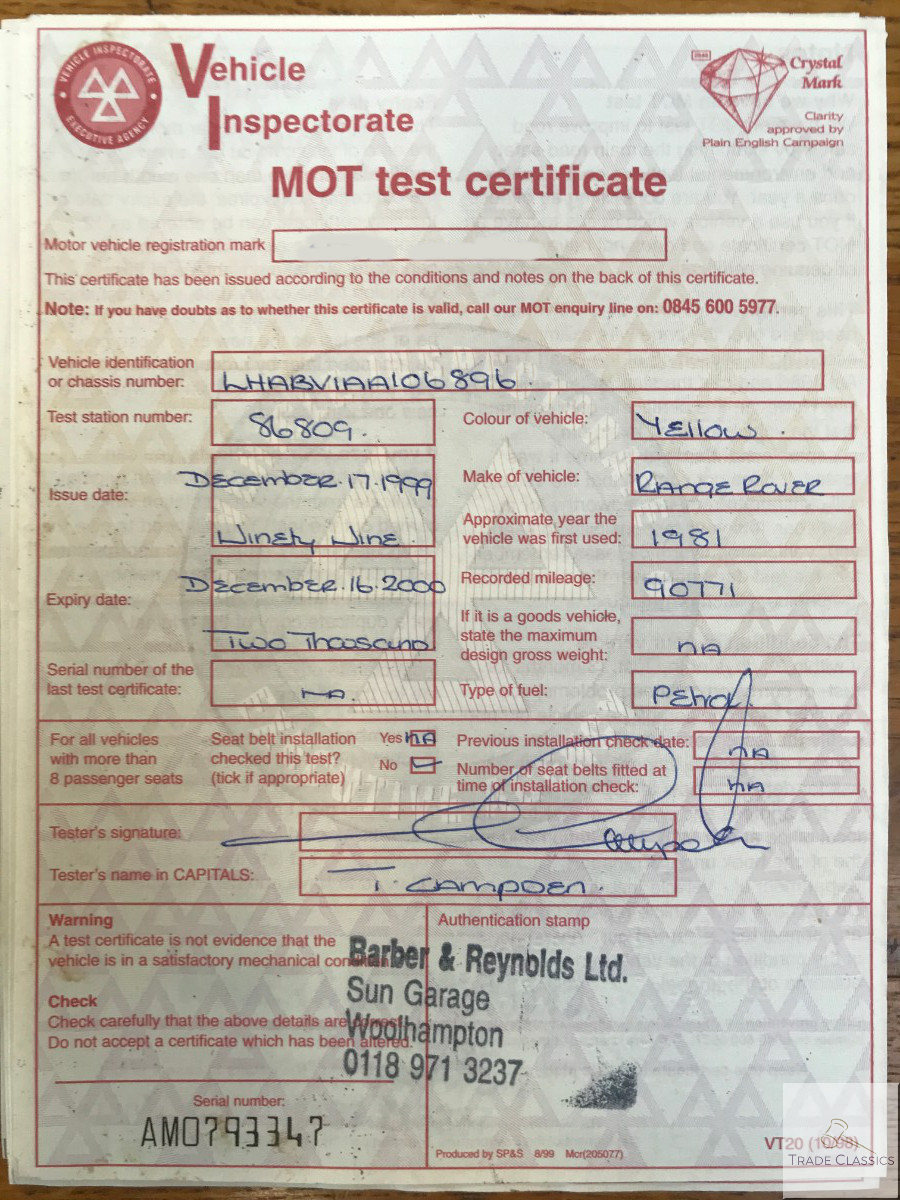 VEHICLE INSPECTORATE
EXECUTIVE AGENCY
Vehicle
Inspectorate
Crystal
Mark
Clarity
approved by
Plain English Campaign
MOT test certificate
Motor vehicle registration mark
This certificate has been issued according to the conditions and notes on the back of this certificate.
Note: If you have doubts as to whether this certificate is valid, call our MOT enquiry line on: 0845 600 5977.
Vehicle identification
or chassis number: LHABV1AA106896.
Test station number: 86809.
Colour of vehicle: Yellow.
Issue date: December.17.1999
Ninety Nine
Make of vehicle: Range Rover
Approximate year the
vehicle was first used: 1981
Expiry date: December.16.2000
Two Thousand
Recorded mileage: 90771
If it is a goods vehicle,
state the maximum
design gross weight: na
Serial number of the
last test certificate: na.
Type of fuel: Petrol
For all vehicles
with more than
8 passenger seats
Seat belt installation
checked this test?
(tick if appropriate)
Yes na
No
Previous installation check date: na
Number of seat belts fitted at
time of installation check: na
Tester's signature:
Tester's name in CAPITALS: T. Campden.
Warning
A test certificate is not evidence that the
vehicle is in a satisfactory mechanical
Check
Check carefully that the above details are
Do not accept a certificate which has been altered.
Authentication stamp
Barber & Reynolds Ltd.
Sun Garage
Woolhampton
0118 971 3237
Serial number:
AM0793347
Produced by SP&S 8/99 Mcr(205077)
VT20
TRADE CLASSICS